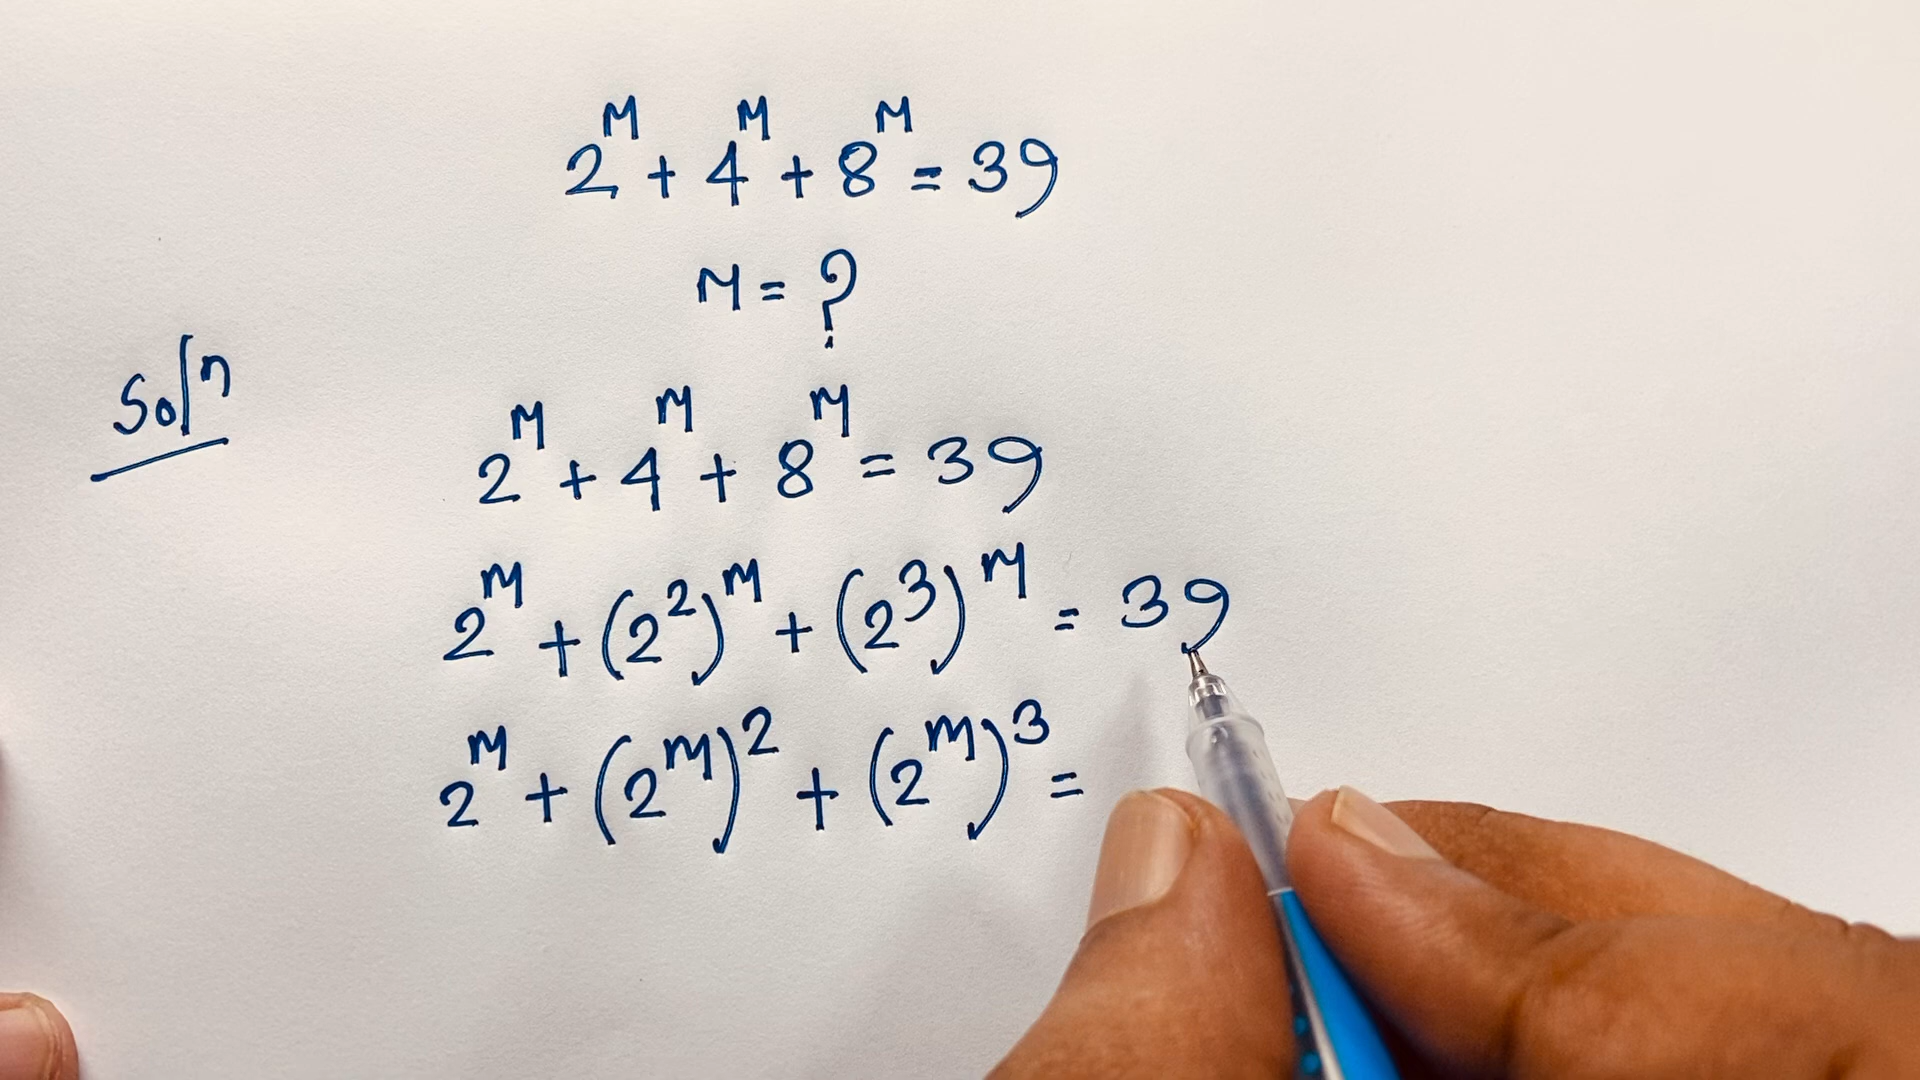 2^M + 4^M + 8^M = 39
M = ?
Solⁿ
2^M + 4^M + 8^M = 39
2^M + (2^2)^M + (2^3)^M = 39
2^M + (2^M)^2 + (2^M)^3 =